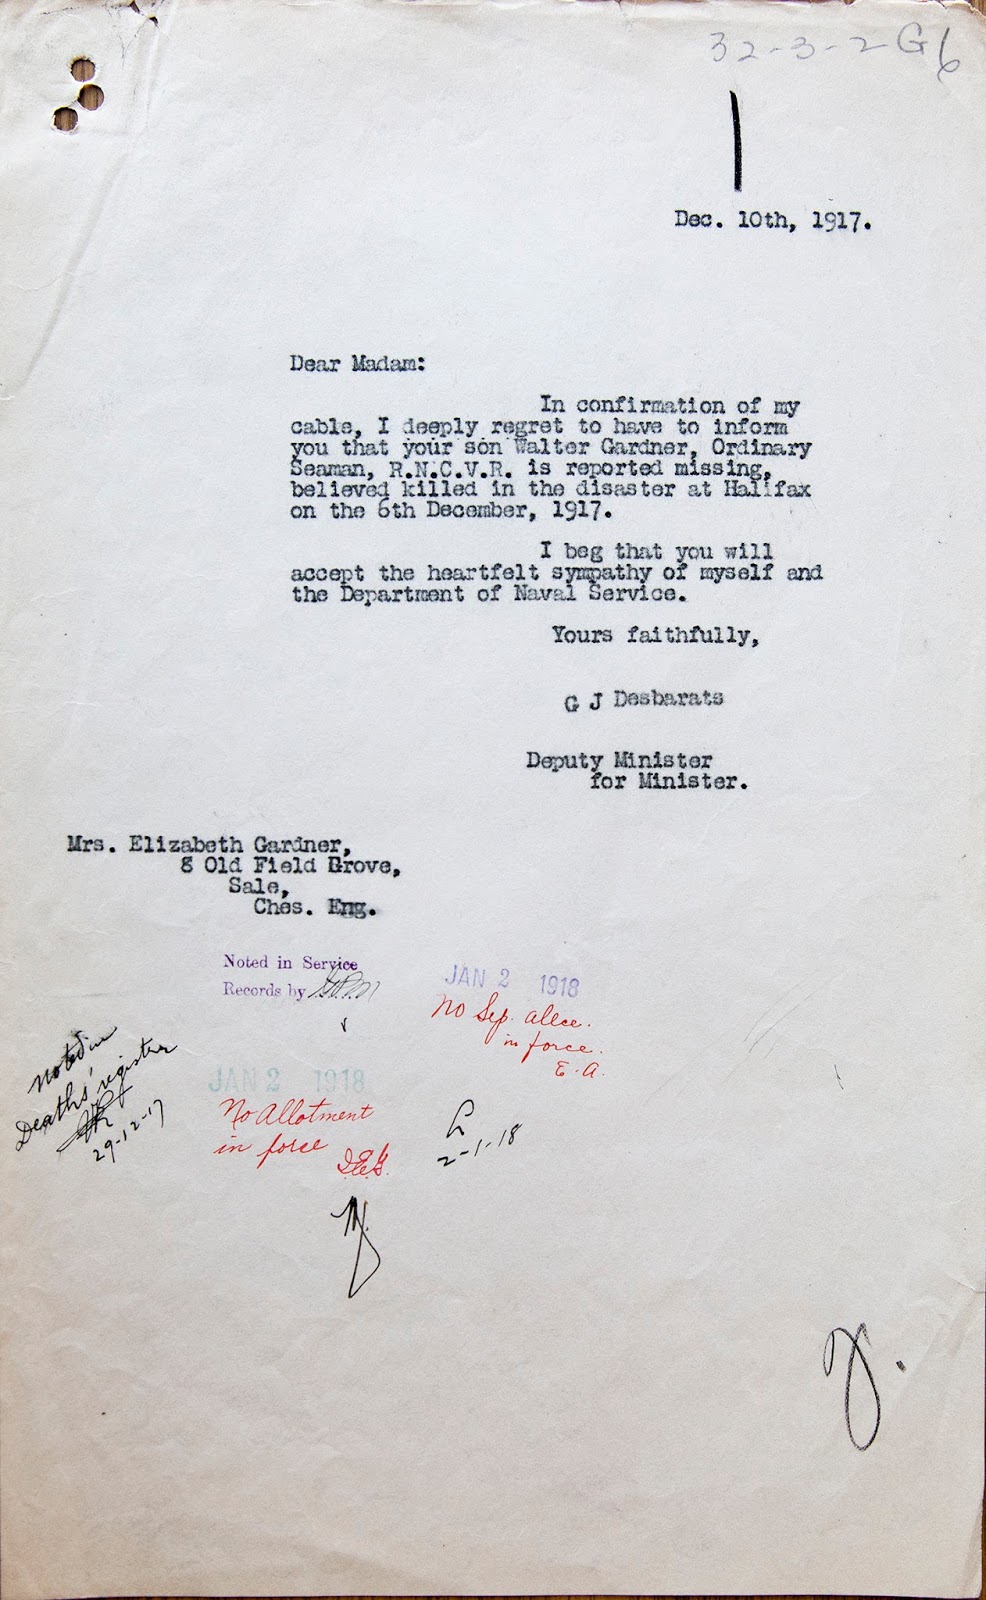 32-3-2 G6
Dec. 10th, 1917.
Dear Madam:
In confirmation of my
cable, I deeply regret to have to inform
you that your son Walter Gardner, Ordinary
Seaman, R.N.C.V.R. is reported missing,
believed killed in the disaster at Halifax
on the 6th December, 1917.
I beg that you will
accept the heartfelt sympathy of myself and
the Department of Naval Service.
Yours faithfully,
G J Desbarats
Deputy Minister
for Minister.
Mrs. Elizabeth Gardner,
8 Old Field Grove,
Sale,
Ches. Eng.
Noted in Service
Records by
JAN 2 1918
No Sep. allce.
in force.
E.A.
Noted in
Deaths' register
29-12-17
JAN 2 1918
No Allotment
in force
2-1-18